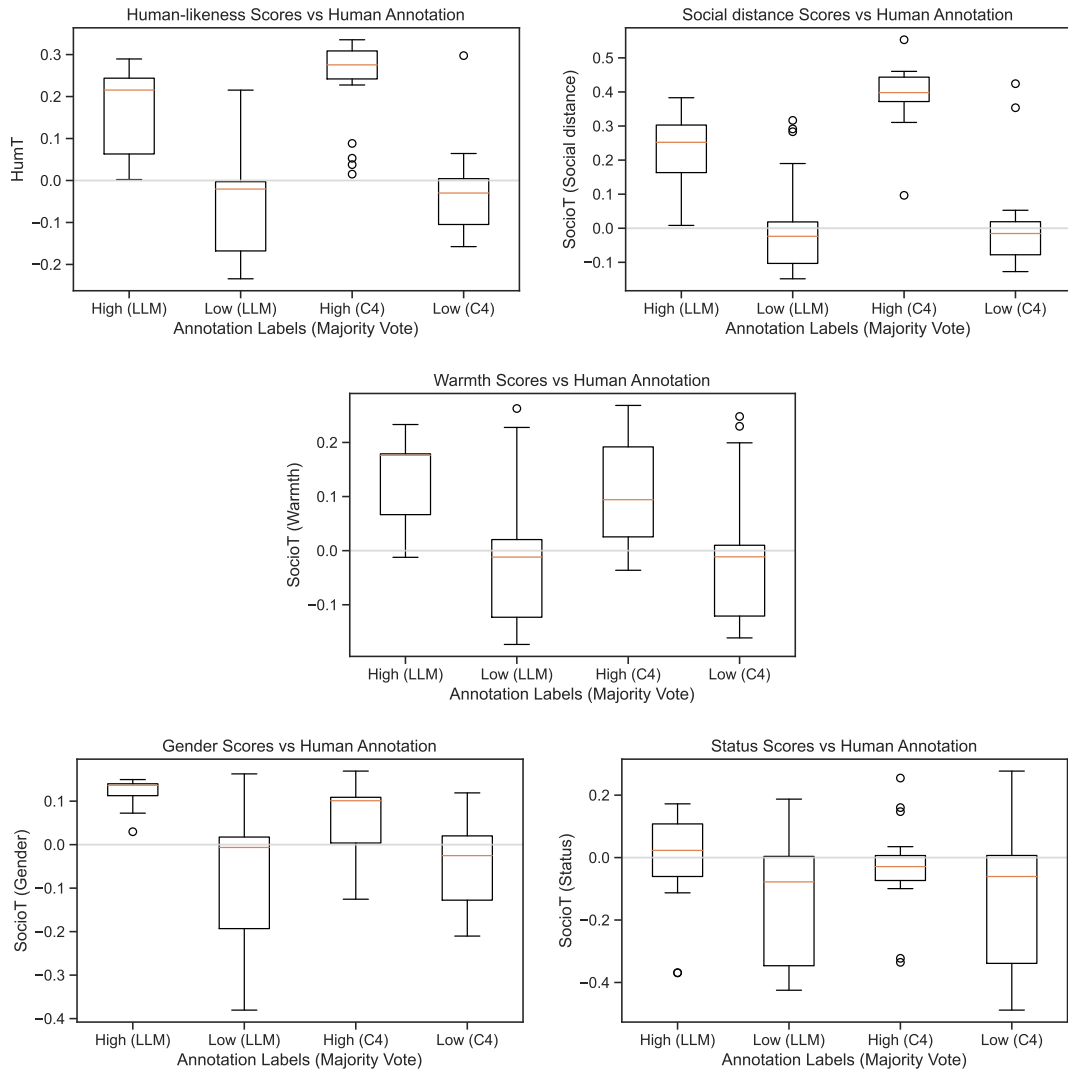 Human-likeness Scores vs Human Annotation
HumT
0.3
0.2
0.1
0.0
−0.1
−0.2
High (LLM) Low (LLM) High (C4) Low (C4)
Annotation Labels (Majority Vote)
Social distance Scores vs Human Annotation
SocioT (Social distance)
0.5
0.4
0.3
0.2
0.1
0.0
−0.1
High (LLM) Low (LLM) High (C4) Low (C4)
Annotation Labels (Majority Vote)
Warmth Scores vs Human Annotation
SocioT (Warmth)
0.2
0.1
0.0
−0.1
High (LLM) Low (LLM) High (C4) Low (C4)
Annotation Labels (Majority Vote)
Gender Scores vs Human Annotation
SocioT (Gender)
0.1
0.0
−0.1
−0.2
−0.3
−0.4
High (LLM) Low (LLM) High (C4) Low (C4)
Annotation Labels (Majority Vote)
Status Scores vs Human Annotation
SocioT (Status)
0.2
0.0
−0.2
−0.4
High (LLM) Low (LLM) High (C4) Low (C4)
Annotation Labels (Majority Vote)